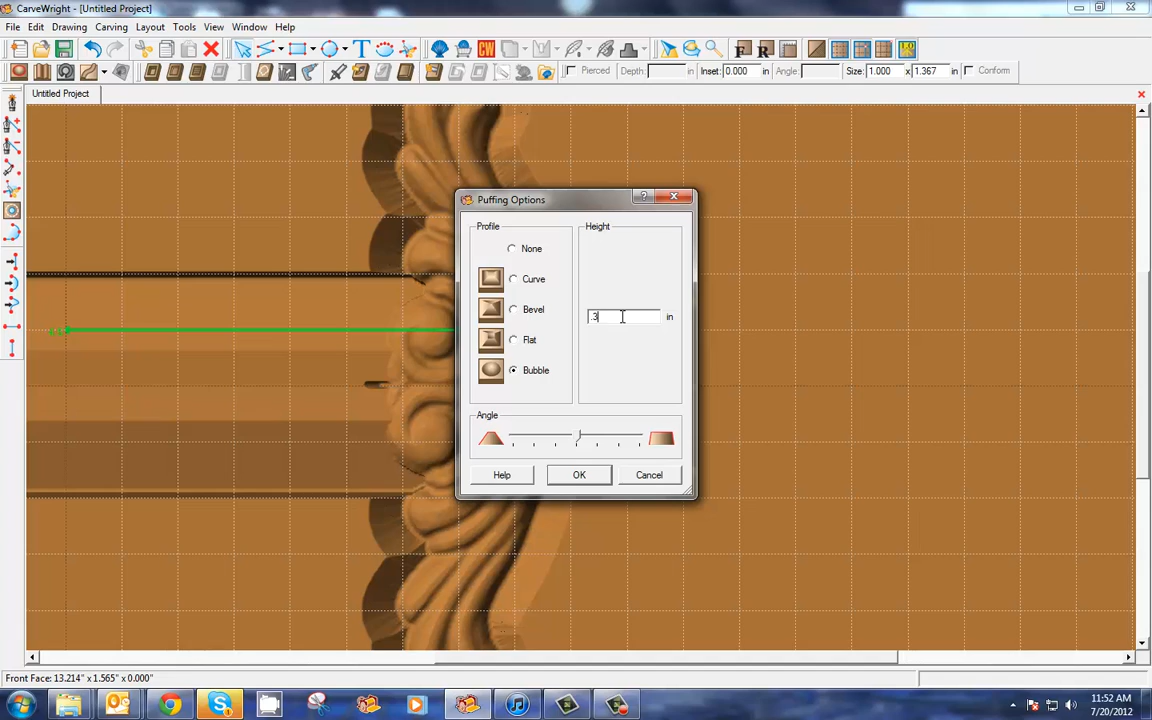 CarveWright - [Untitled Project]
File Edit Drawing Carving Layout Tools View Window Help
Pierced Depth: in Inset: 0.000 in Angle: Size: 1.000 x 1.367 in Conform
Untitled Project
Puffing Options
Profile
Height
None
Curve
Bevel
.3 in
Flat
Bubble
Angle
Help OK Cancel
Front Face: 13.214" x 1.565" x 0.000"
11:52 AM
7/20/2012